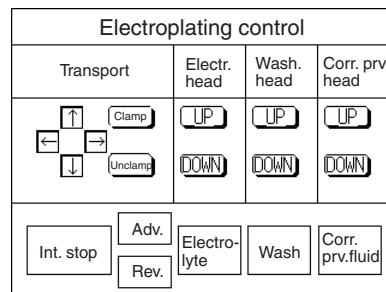 Electroplating control
Transport
Electr.
head
Wash.
head
Corr. prv.
head
↑
← →
↓
Clamp
Unclamp
UP
UP
UP
DOWN
DOWN
DOWN
Int. stop
Adv.
Rev.
Electro-
lyte
Wash
Corr.
prv.fluid